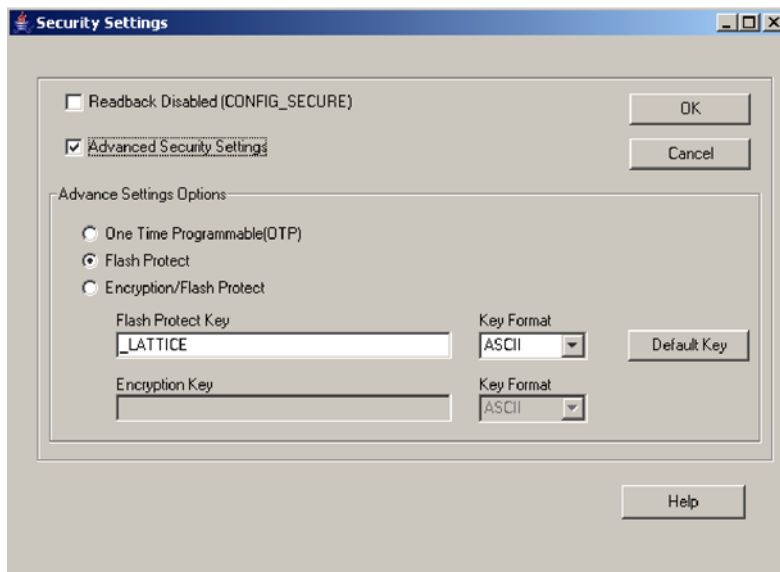 Security Settings
Readback Disabled (CONFIG_SECURE)
OK
Advanced Security Settings
Cancel
Advance Settings Options
One Time Programmable(OTP)
Flash Protect
Encryption/Flash Protect
Flash Protect Key
Key Format
_LATTICE
ASCII
Default Key
Encryption Key
Key Format
ASCII
Help